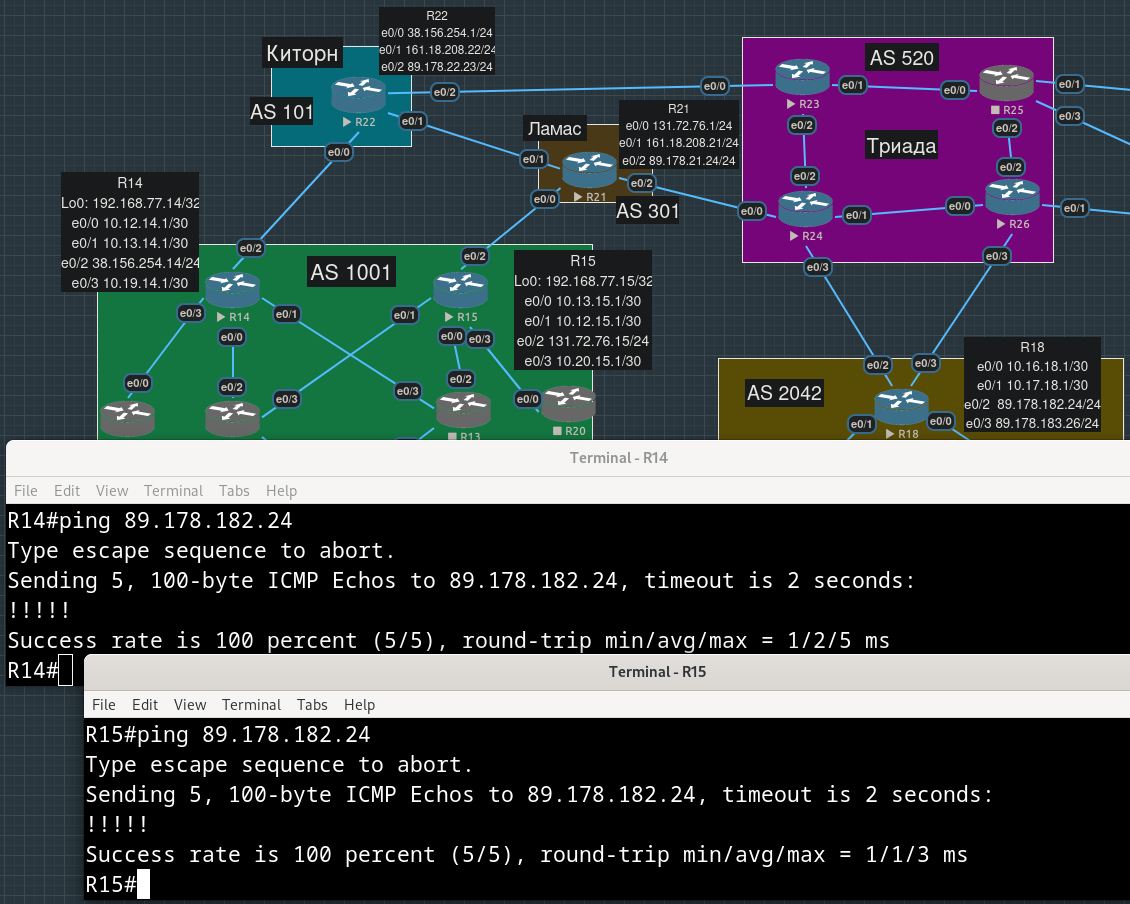 R22
e0/0 38.156.254.1/24
e0/1 161.18.208.22/24
e0/2 89.178.22.23/24
Киторн
AS 101
R22
e0/2
e0/1
e0/0
R21
e0/0 131.72.76.1/24
e0/1 161.18.208.21/24
e0/2 89.178.21.24/24
Ламас
e0/1
R21
e0/2
e0/0
AS 301
AS 520
e0/0
R23
e0/1
e0/0
R25
e0/1
e0/3
e0/2
e0/2
Триада
e0/2
e0/2
e0/0
R24
e0/1
e0/0
R26
e0/1
e0/3
e0/3
R14
Lo0: 192.168.77.14/32
e0/0 10.12.14.1/30
e0/1 10.13.14.1/30
e0/2 38.156.254.14/24
e0/3 10.19.14.1/30
AS 1001
e0/2
R14
e0/3
e0/1
e0/0
e0/2
R15
e0/1
e0/0
e0/3
R15
Lo0: 192.168.77.15/32
e0/0 10.13.15.1/30
e0/1 10.12.15.1/30
e0/2 131.72.76.15/24
e0/3 10.20.15.1/30
e0/0
e0/2
e0/3
e0/3
e0/2
e0/0
R13
R20
AS 2042
e0/2
e0/3
R18
e0/1
e0/0
R18
e0/0 10.16.18.1/30
e0/1 10.17.18.1/30
e0/2 89.178.182.24/24
e0/3 89.178.183.26/24
Terminal - R14
File Edit View Terminal Tabs Help
R14#ping 89.178.182.24
Type escape sequence to abort.
Sending 5, 100-byte ICMP Echos to 89.178.182.24, timeout is 2 seconds:
!!!!!
Success rate is 100 percent (5/5), round-trip min/avg/max = 1/2/5 ms
R14#
Terminal - R15
File Edit View Terminal Tabs Help
R15#ping 89.178.182.24
Type escape sequence to abort.
Sending 5, 100-byte ICMP Echos to 89.178.182.24, timeout is 2 seconds:
!!!!!
Success rate is 100 percent (5/5), round-trip min/avg/max = 1/1/3 ms
R15#